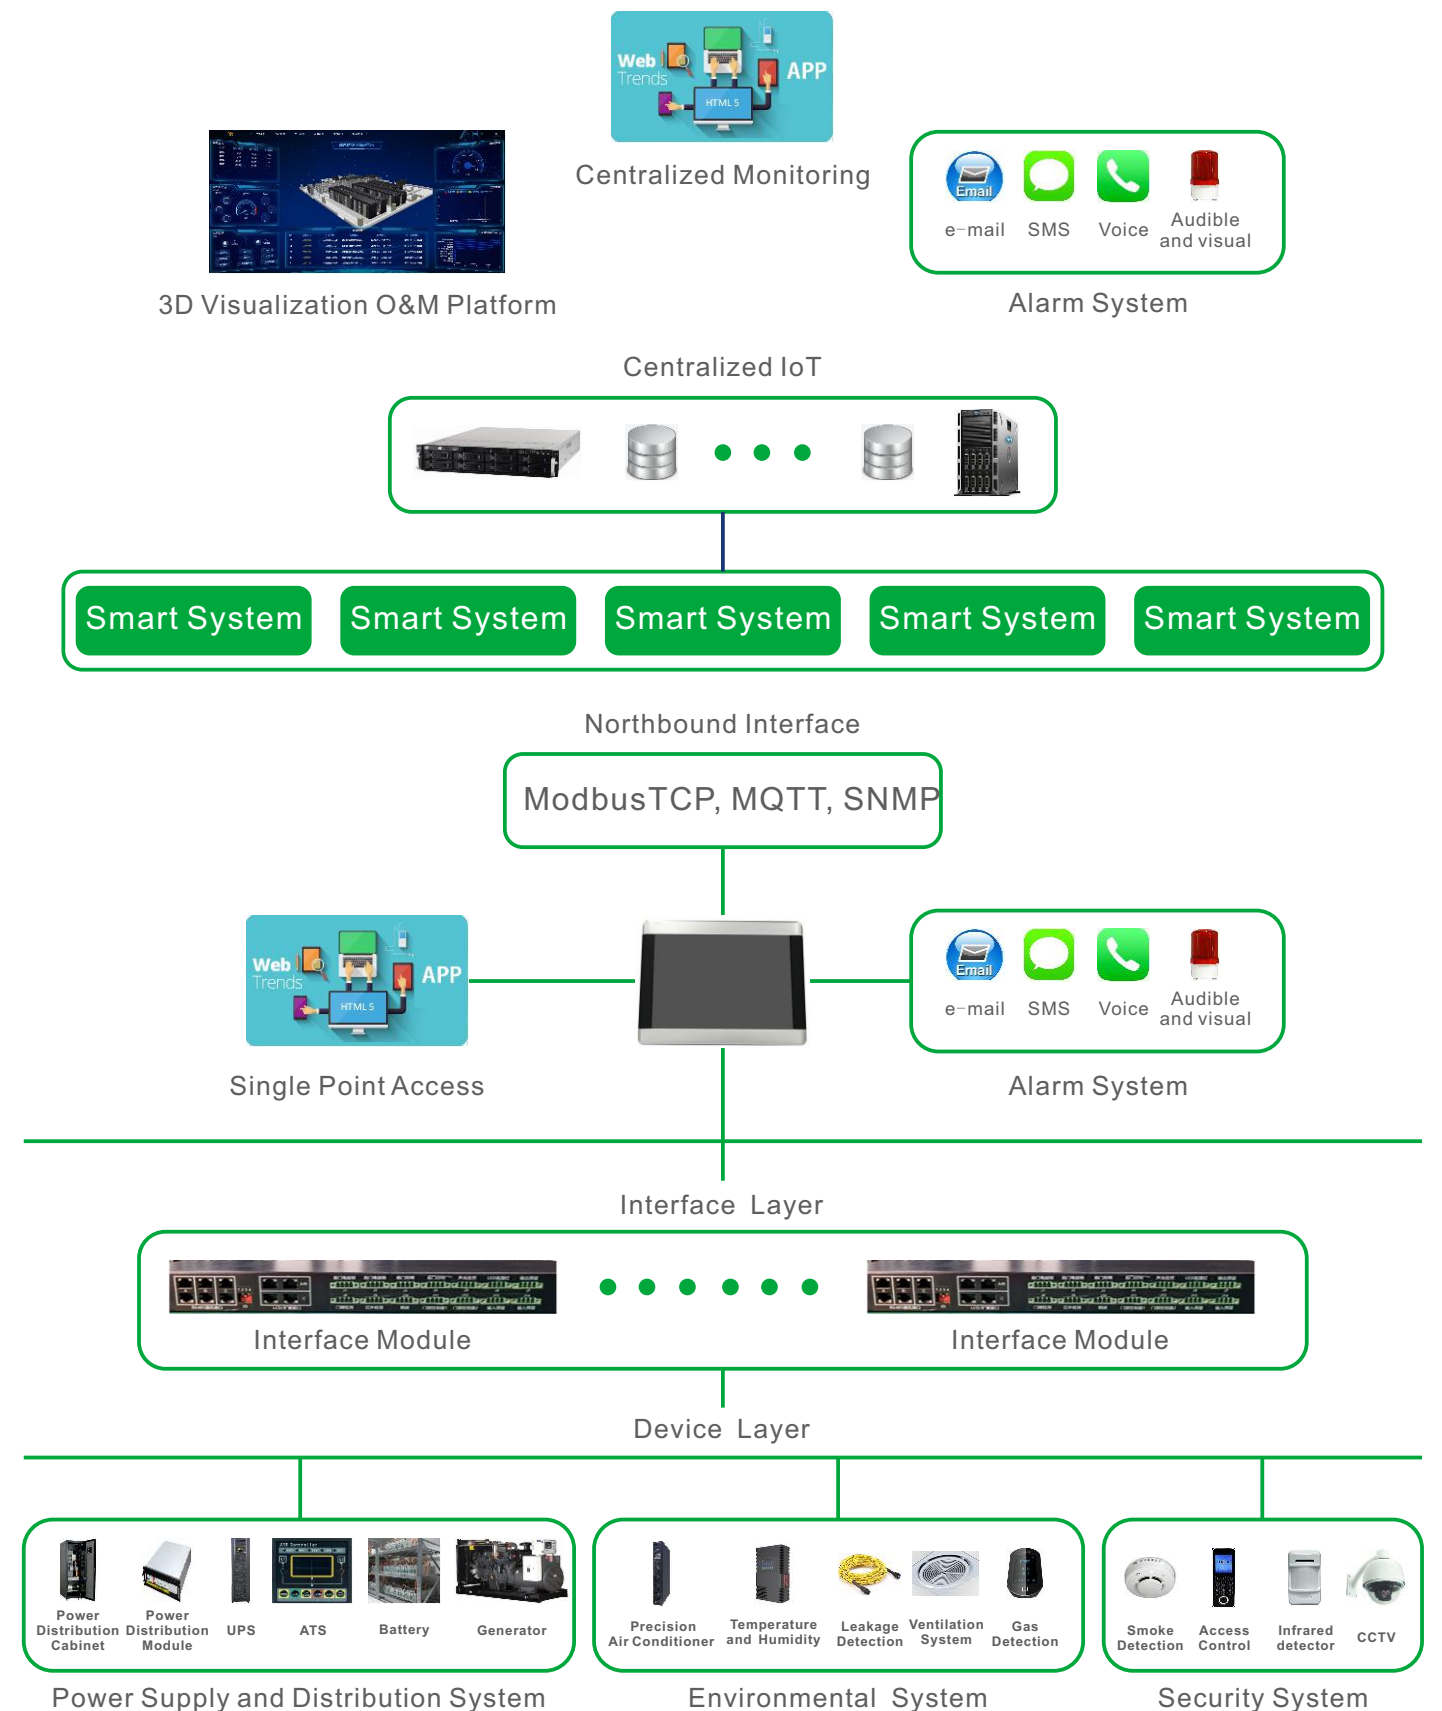 Web
Trends
APP
HTML 5
Centralized Monitoring
3D Visualization O&M Platform
Email
e-mail
SMS
Voice
Audible
and visual
Alarm System
Centralized IoT
Smart System
Smart System
Smart System
Smart System
Smart System
Northbound Interface
ModbusTCP, MQTT, SNMP
Web
Trends
APP
HTML 5
Single Point Access
Email
e-mail
SMS
Voice
Audible
and visual
Alarm System
Interface Layer
Interface Module
Interface Module
Device Layer
Power
Distribution
Cabinet
Power
Distribution
Module
UPS
ATS
Battery
Generator
Power Supply and Distribution System
Precision
Air Conditioner
Temperature
and Humidity
Leakage
Detection
Ventilation
System
Gas
Detection
Environmental System
Smoke
Detection
Access
Control
Infrared
detector
CCTV
Security System